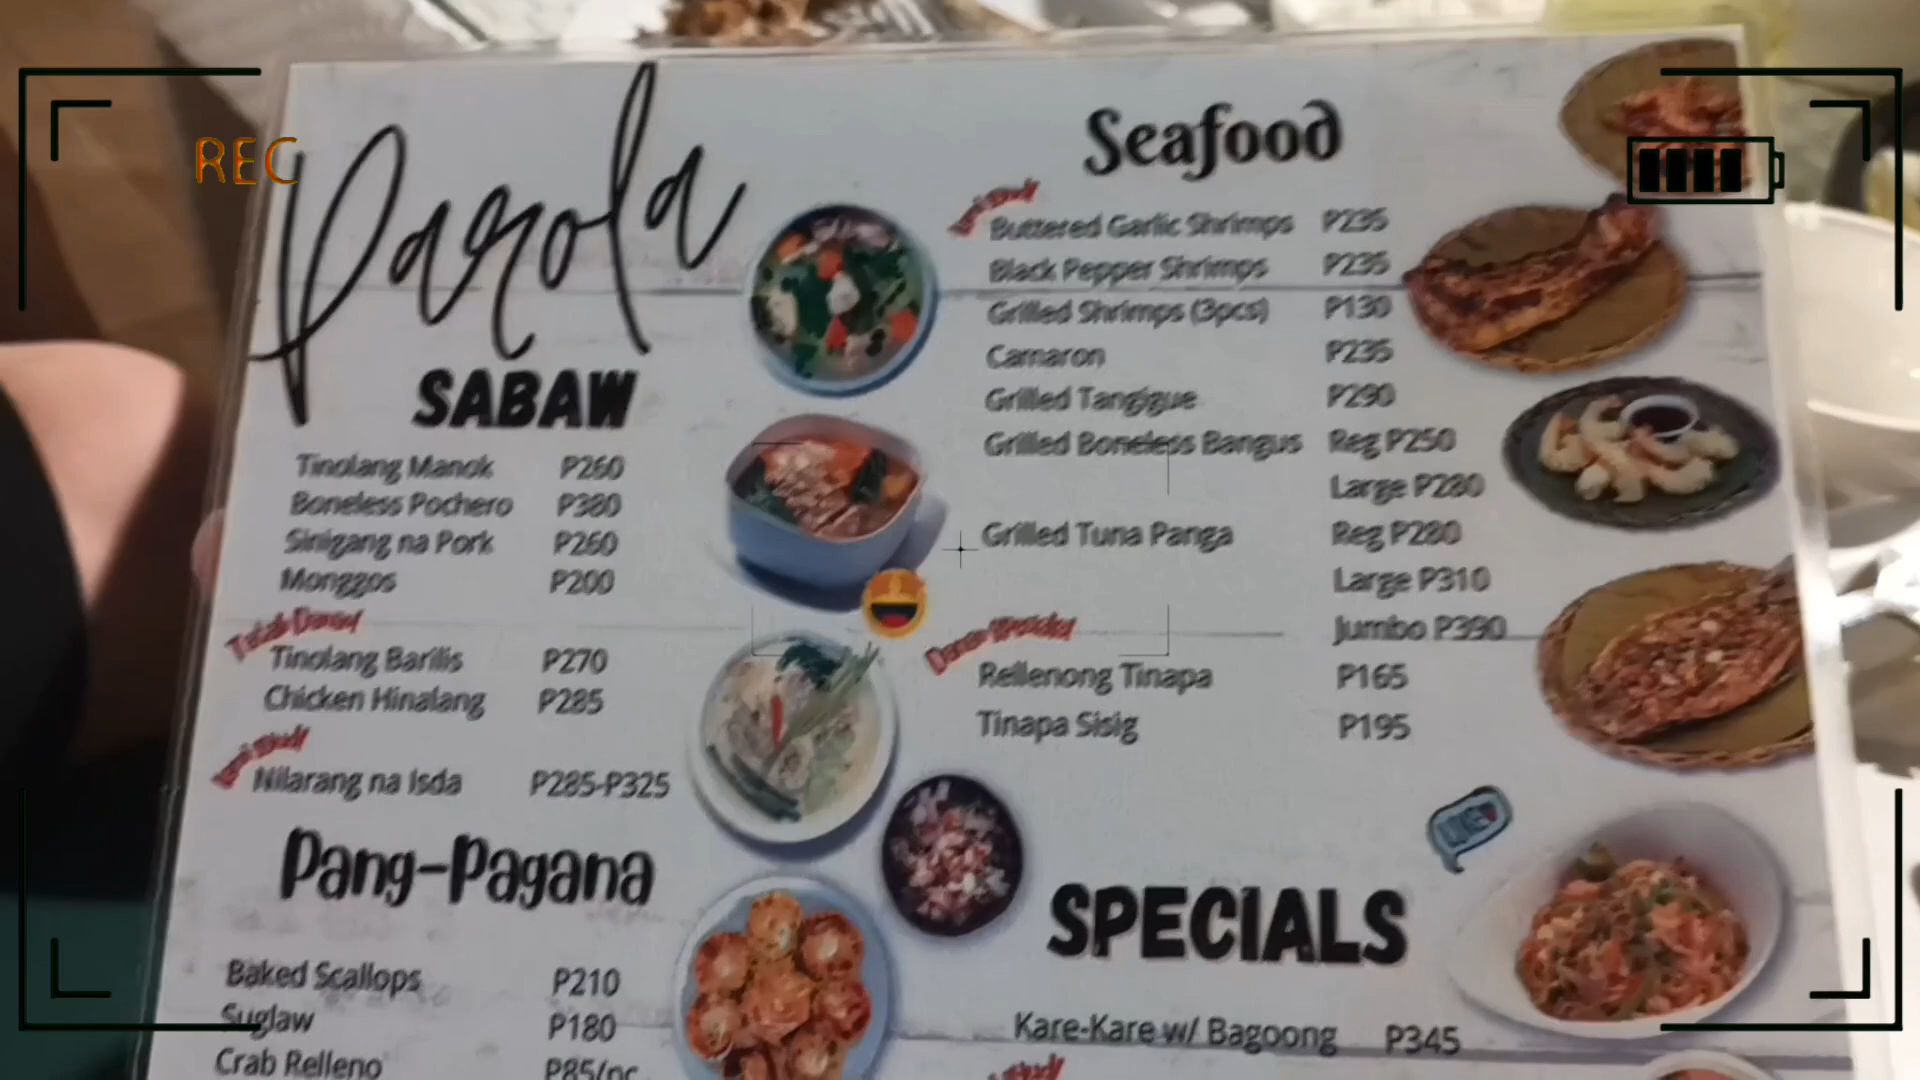 REC
Parola
SABAW
Tinolang Manok P260
Boneless Pochero P380
Sinigang na Pork P260
Monggos P200
Tinolang Barilis P270
Chicken Hinalang P285
Nilarang na Isda P285-P325
Pang-Pagana
Baked Scallops P210
Suglaw P180
Crab Relleno P85/pc
Seafood
Buttered Garlic Shrimps P235
Black Pepper Shrimps P235
Grilled Shrimps (3pcs) P130
Camaron P235
Grilled Tangigue P290
Grilled Boneless Bangus Reg P250
Large P280
Grilled Tuna Panga Reg P280
Large P310
Jumbo P390
Rellenong Tinapa P165
Tinapa Sisig P195
SPECIALS
Kare-Kare w/ Bagoong P345